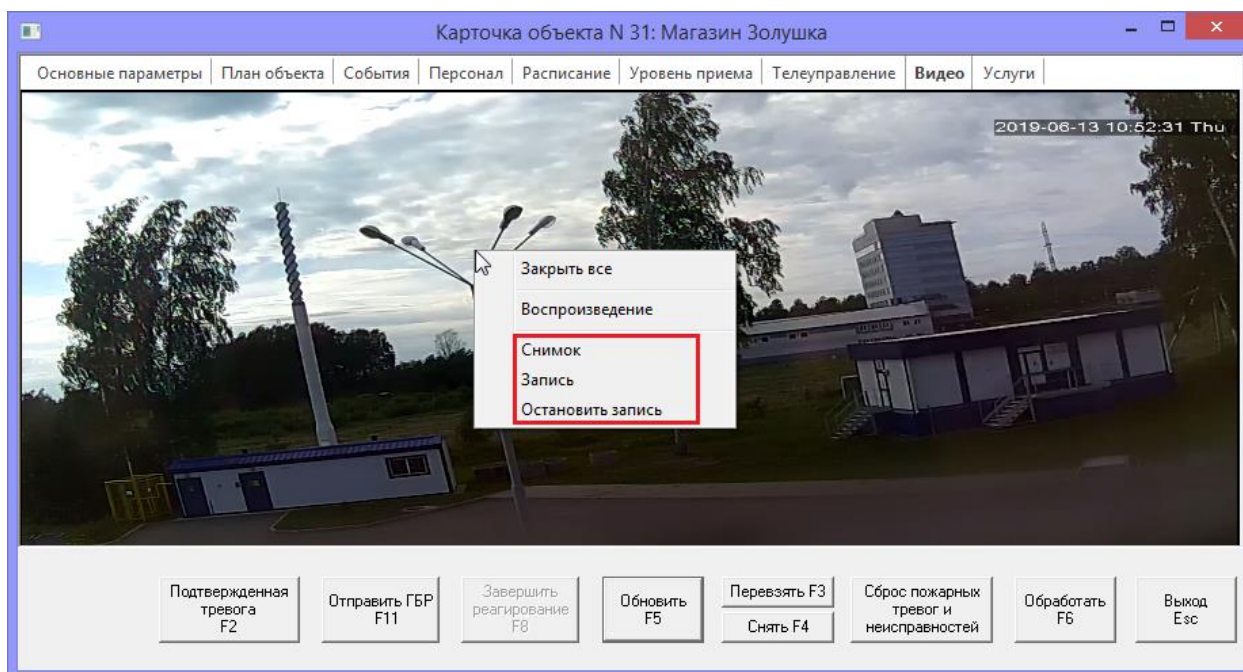 Карточка объекта N 31: Магазин Золушка
Основные параметры План объекта События Персонал Расписание Уровень приема Телеуправление Видео Услуги
2019-06-13 10:52:31 Thu
Закрыть все
Воспроизведение
Снимок
Запись
Остановить запись
Подтвержденная
тревога
F2
Отправить ГБР
F11
Завершить
реагирование
F8
Обновить
F5
Перевзять F3
Снять F4
Сброс пожарных
тревог и
неисправностей
Обработать
F6
Выход
Esc